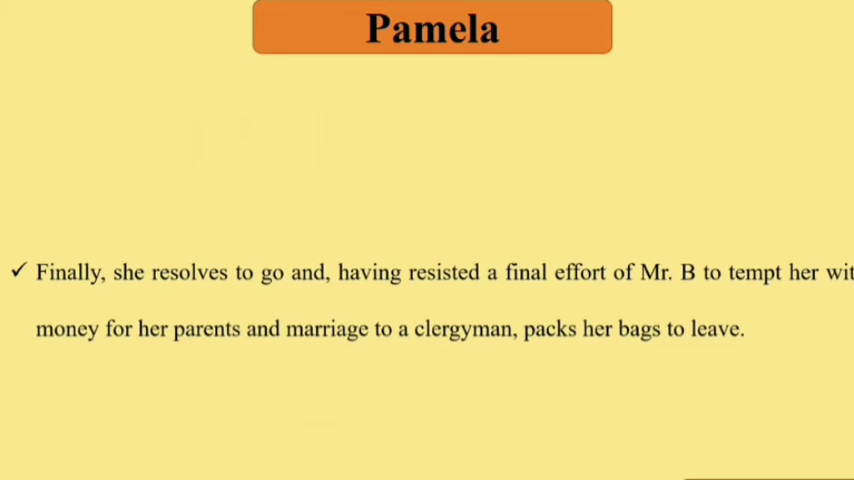 Pamela
✓ Finally, she resolves to go and, having resisted a final effort of Mr. B to tempt her wit
money for her parents and marriage to a clergyman, packs her bags to leave.